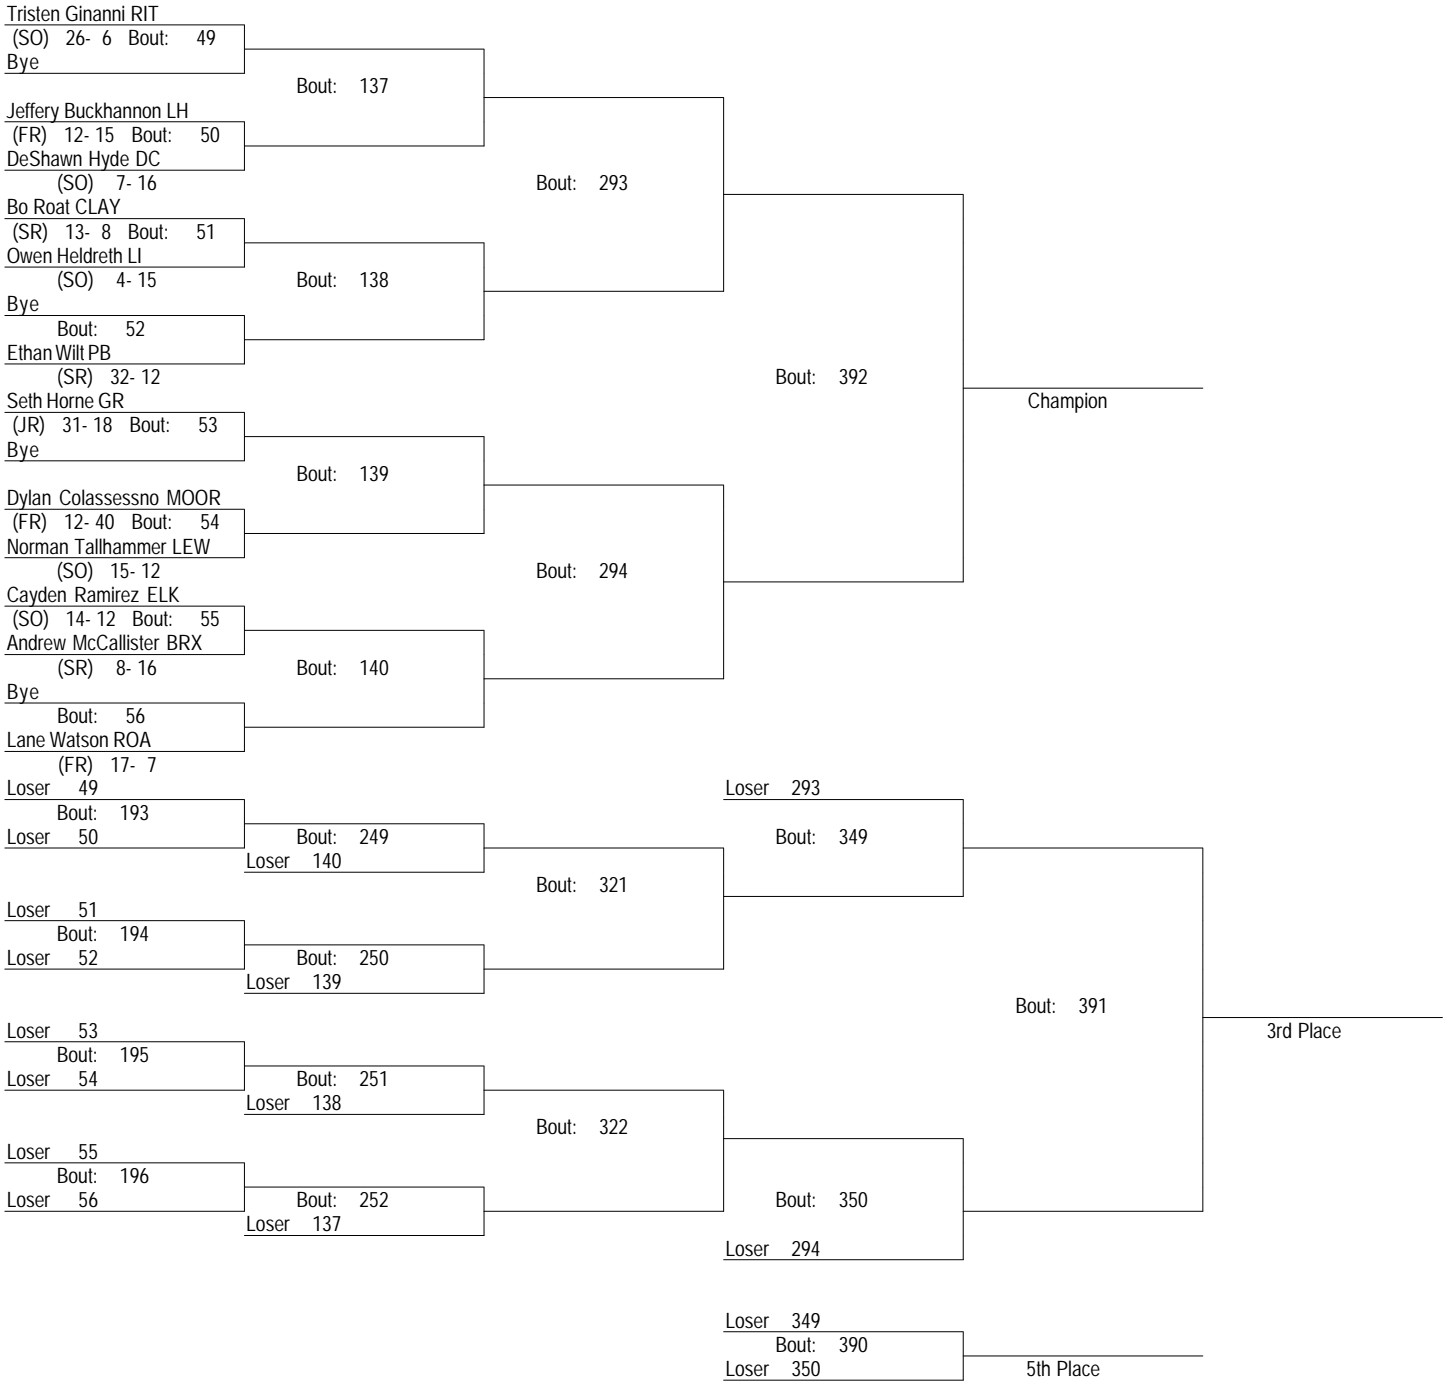 Tristen Ginanni RIT
(SO) 26- 6 Bout: 49
Bye
Bout: 137
Jeffery Buckhannon LH
(FR) 12- 15 Bout: 50
DeShawn Hyde DC
(SO) 7- 16
Bout: 293
Bo Roat CLAY
(SR) 13- 8 Bout: 51
Owen Heldreth LI
(SO) 4- 15
Bout: 138
Bye
Bout: 52
Ethan Wilt PB
(SR) 32- 12
Bout: 392
Champion
Seth Horne GR
(JR) 31- 18 Bout: 53
Bye
Bout: 139
Dylan Colassessno MOOR
(FR) 12- 40 Bout: 54
Norman Tallhammer LEW
(SO) 15- 12
Bout: 294
Cayden Ramirez ELK
(SO) 14- 12 Bout: 55
Andrew McCallister BRX
(SR) 8- 16
Bout: 140
Bye
Bout: 56
Lane Watson ROA
(FR) 17- 7
Loser 49
Bout: 193
Loser 50
Bout: 249
Loser 140
Loser 293
Bout: 349
Bout: 321
Loser 51
Bout: 194
Loser 52
Bout: 250
Loser 139
Bout: 391
3rd Place
Loser 53
Bout: 195
Loser 54
Bout: 251
Loser 138
Bout: 322
Loser 55
Bout: 196
Loser 56
Bout: 252
Loser 137
Bout: 350
Loser 294
Loser 349
Bout: 390
Loser 350
5th Place